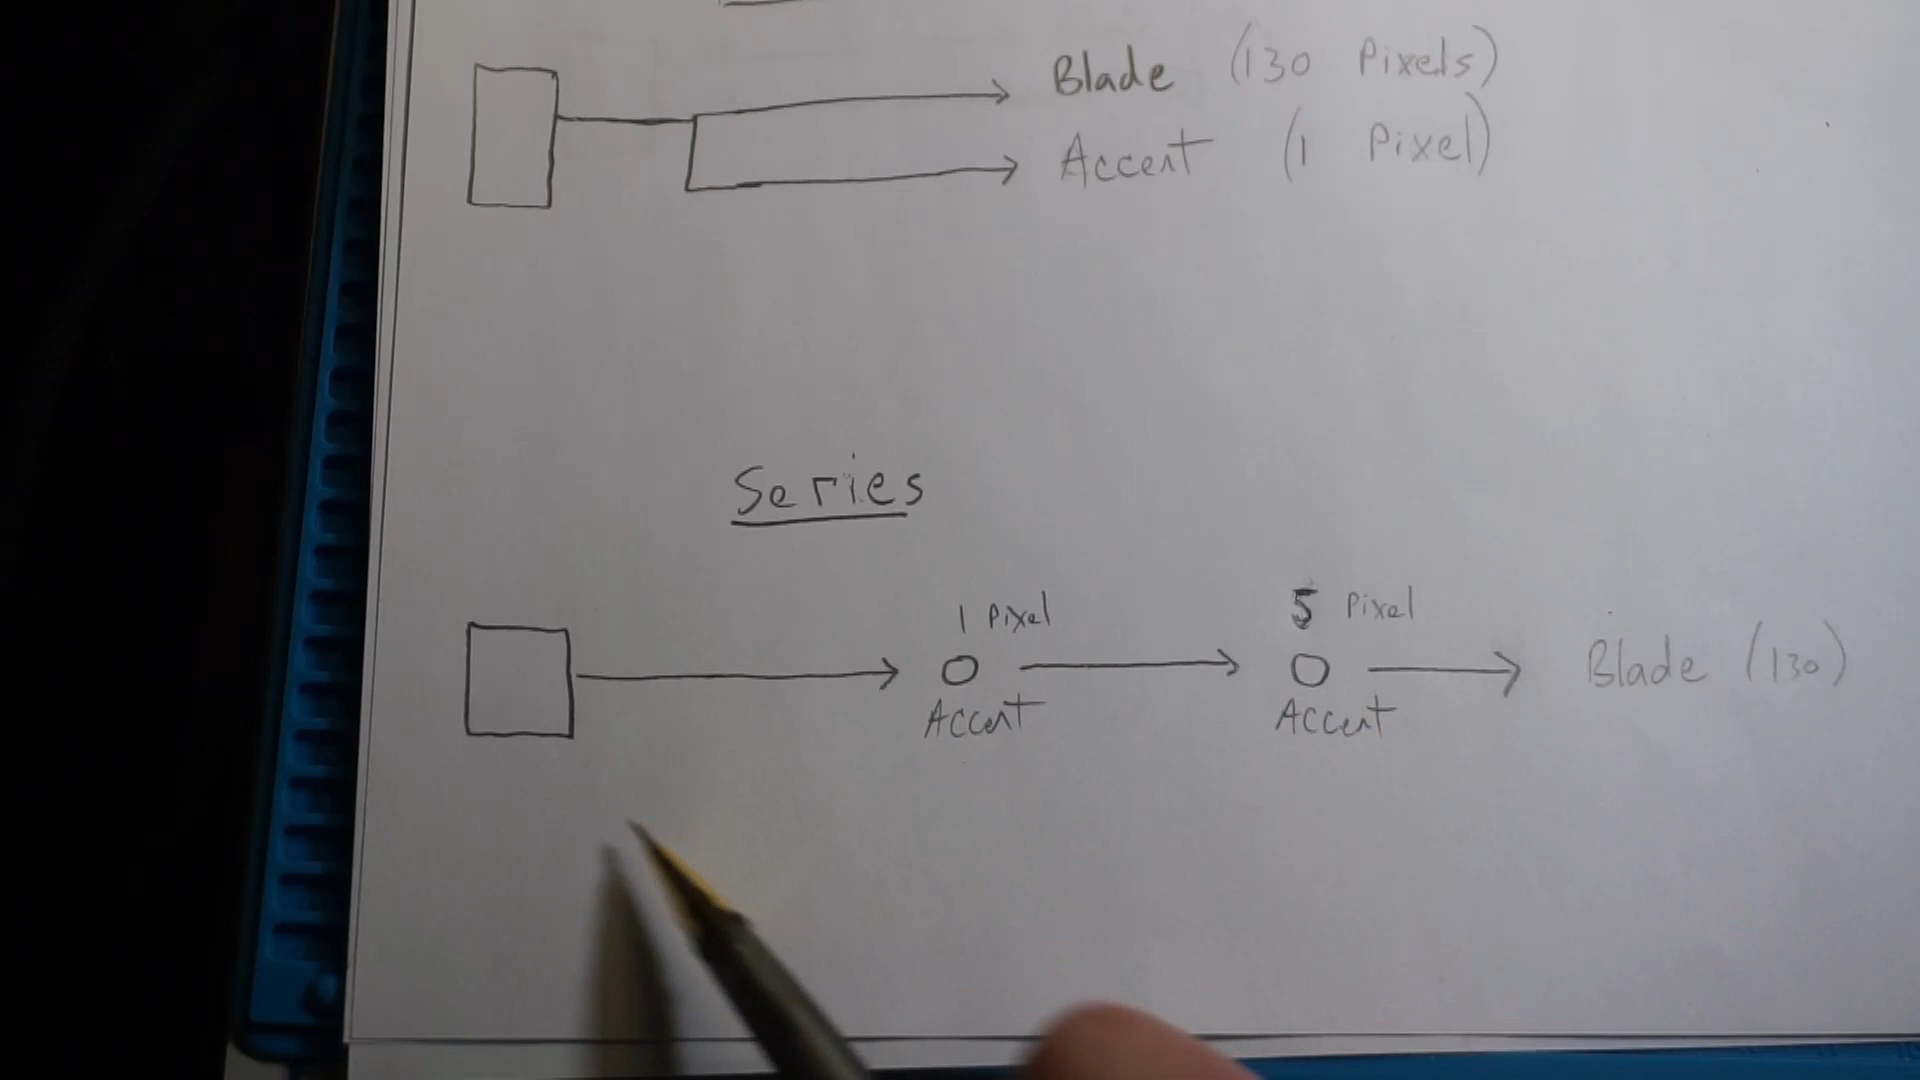 Blade (130 Pixels)
Accent (1 Pixel)
Series
1 Pixel
5 Pixel
Accent
Accent
Blade (130)